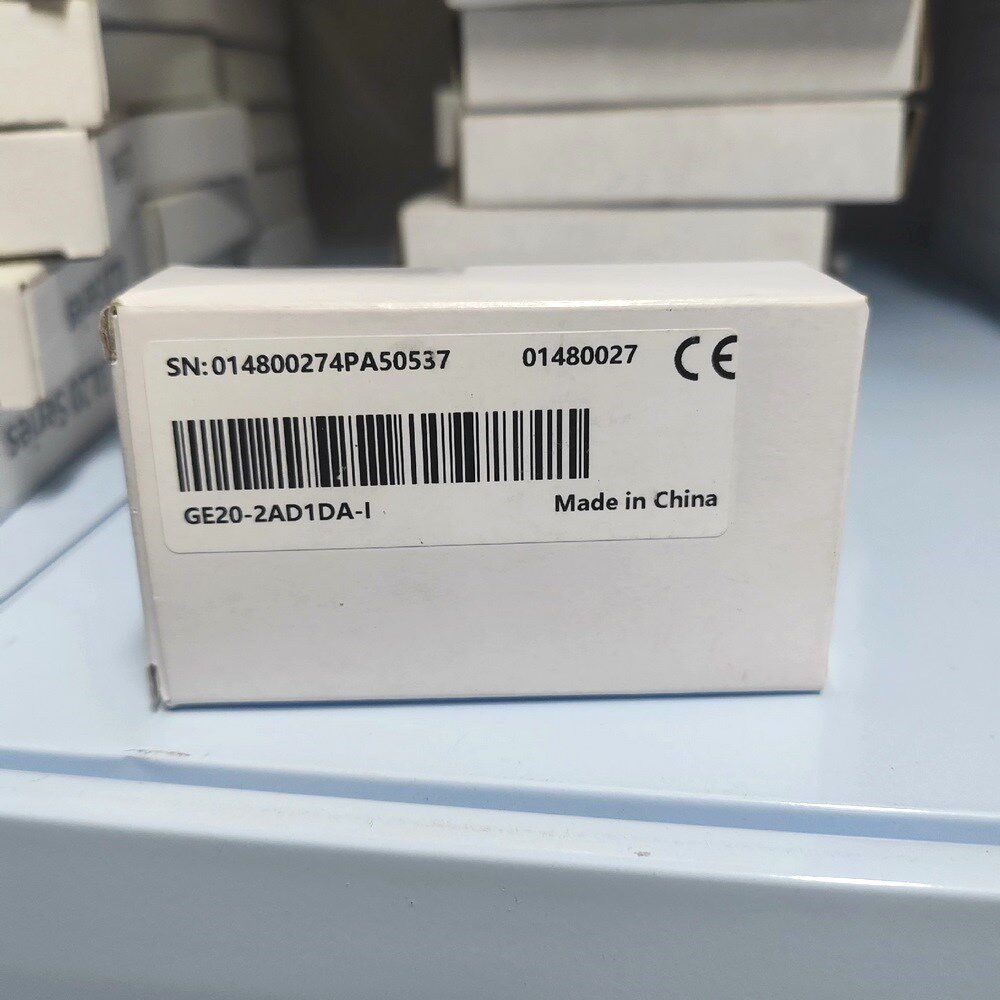 SN:014800274PA50537 01480027 CE
GE20-2AD1DA-I Made in China